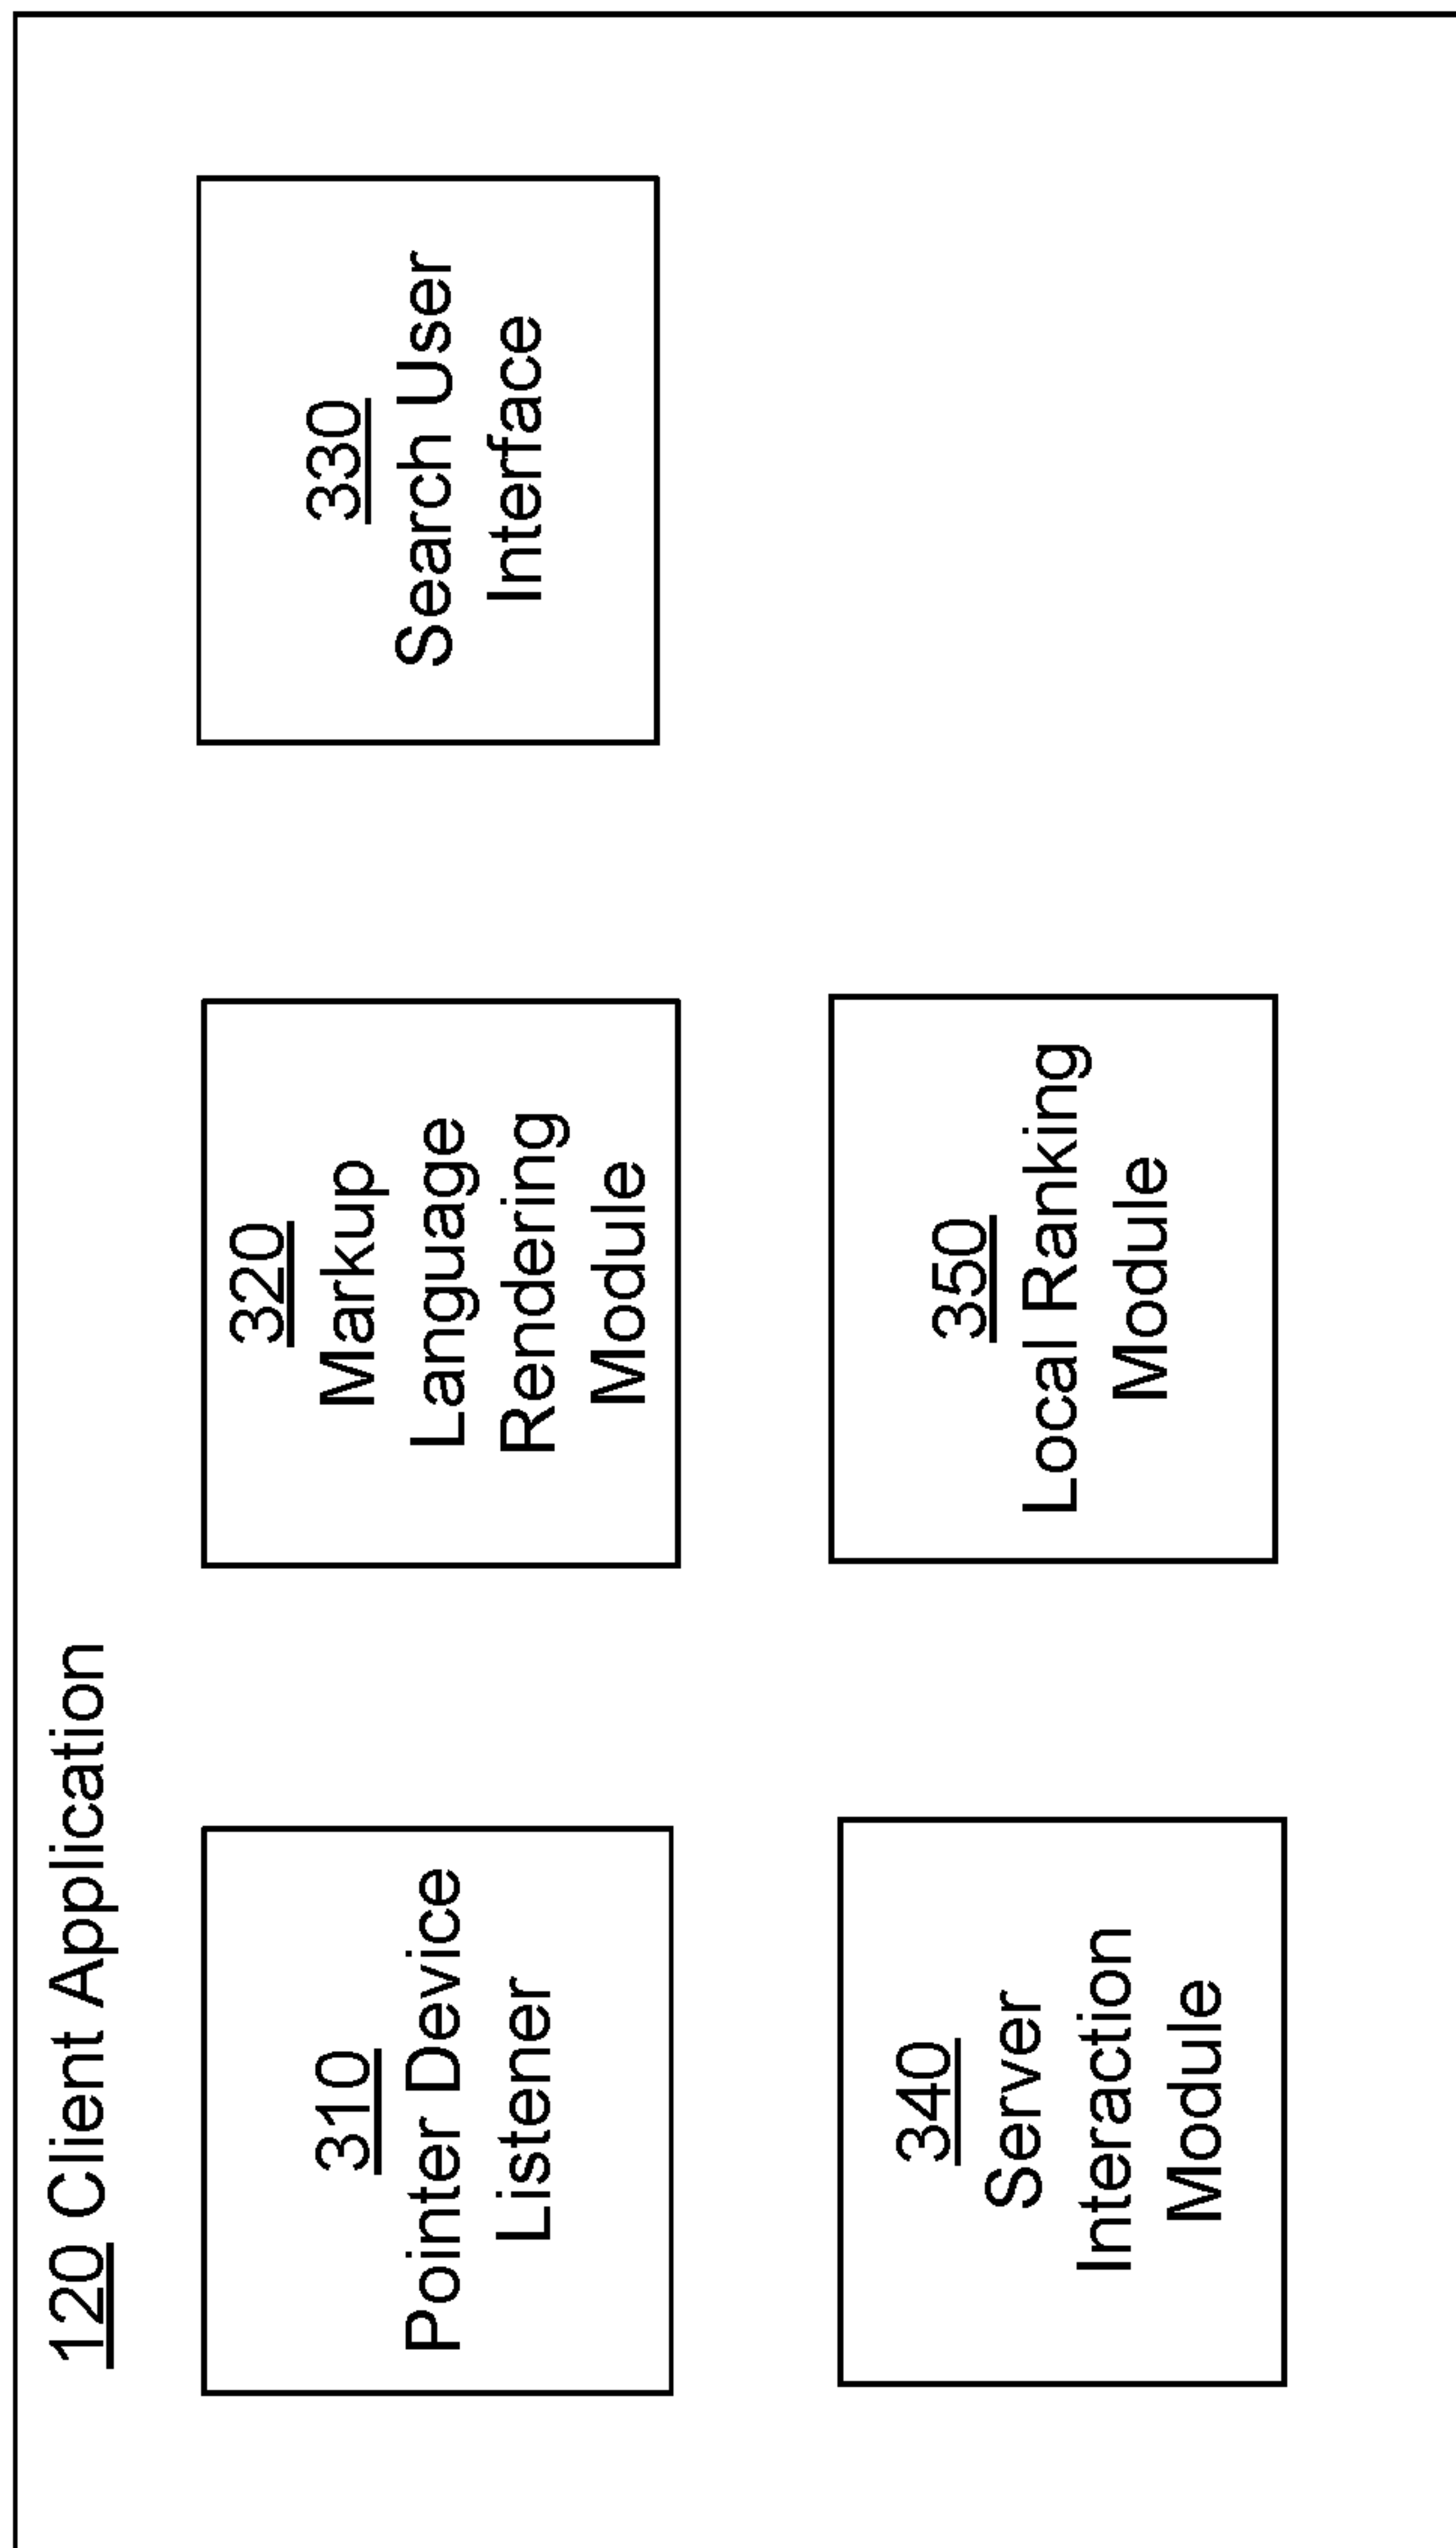 120 Client Application
310
Pointer Device
Listener
320
Markup
Language
Rendering
Module
330
Search User
Interface
340
Server
Interaction
Module
350
Local Ranking
Module